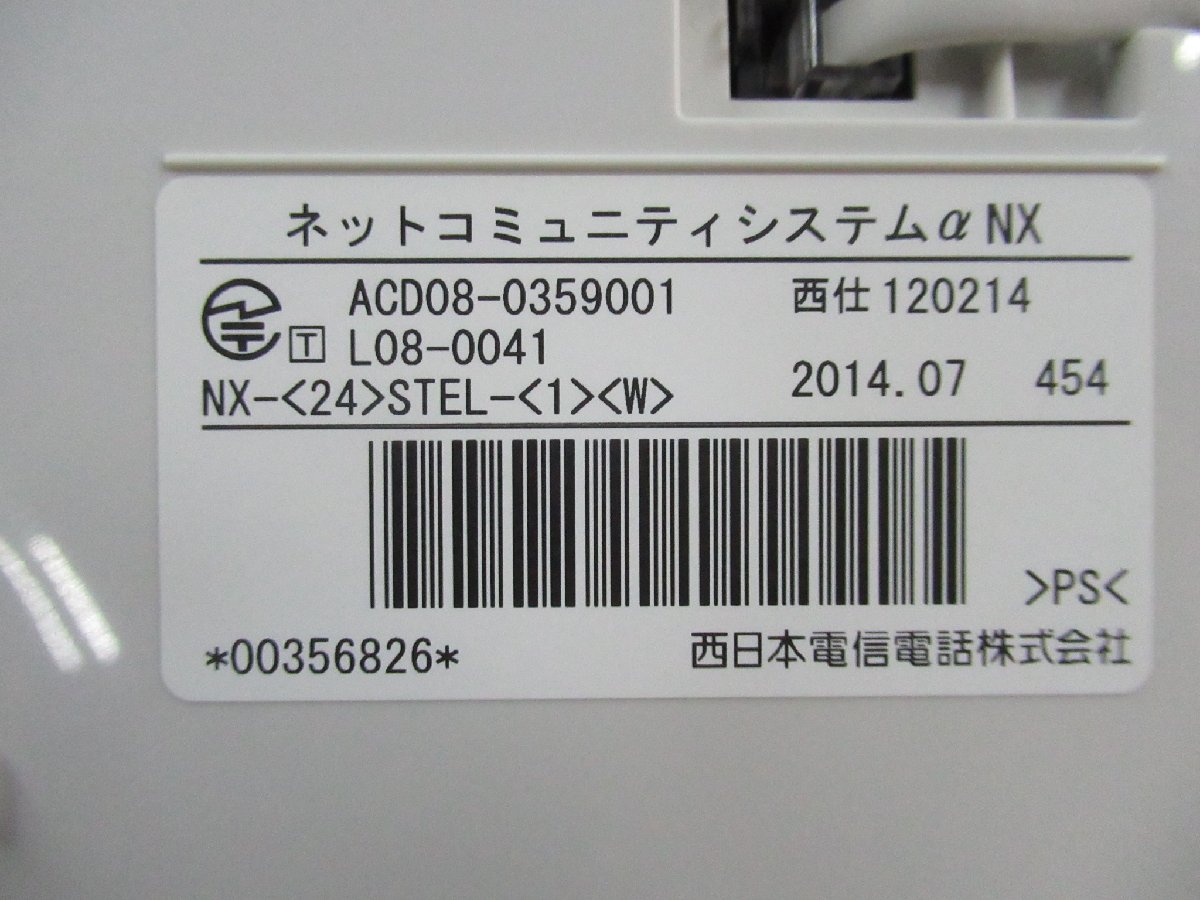 ネットコミュニティシステムα NX
ACD08-0359001 西仕 120214
T L08-0041
NX-<24>STEL-<1><W> 2014.07 454
>PS<
*00356826* 西日本電信電話株式会社